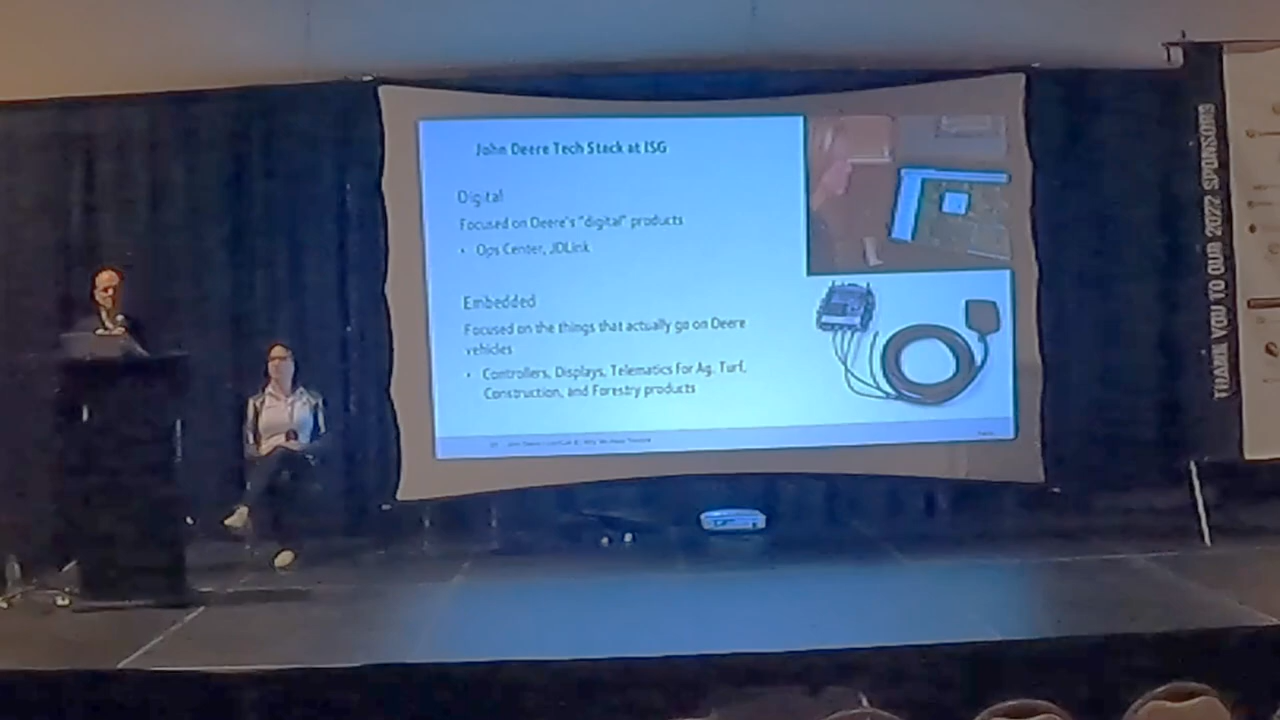 John Deere Tech Stack at ISG
Digital
Focused on Deere's "digital" products
• Ops Center, JDLink
Embedded
Focused on the things that actually go on Deere
vehicles
• Controllers, Displays, Telematics for Ag, Turf,
Construction, and Forestry products
THANK YOU TO OUR 2022 SPONSORS